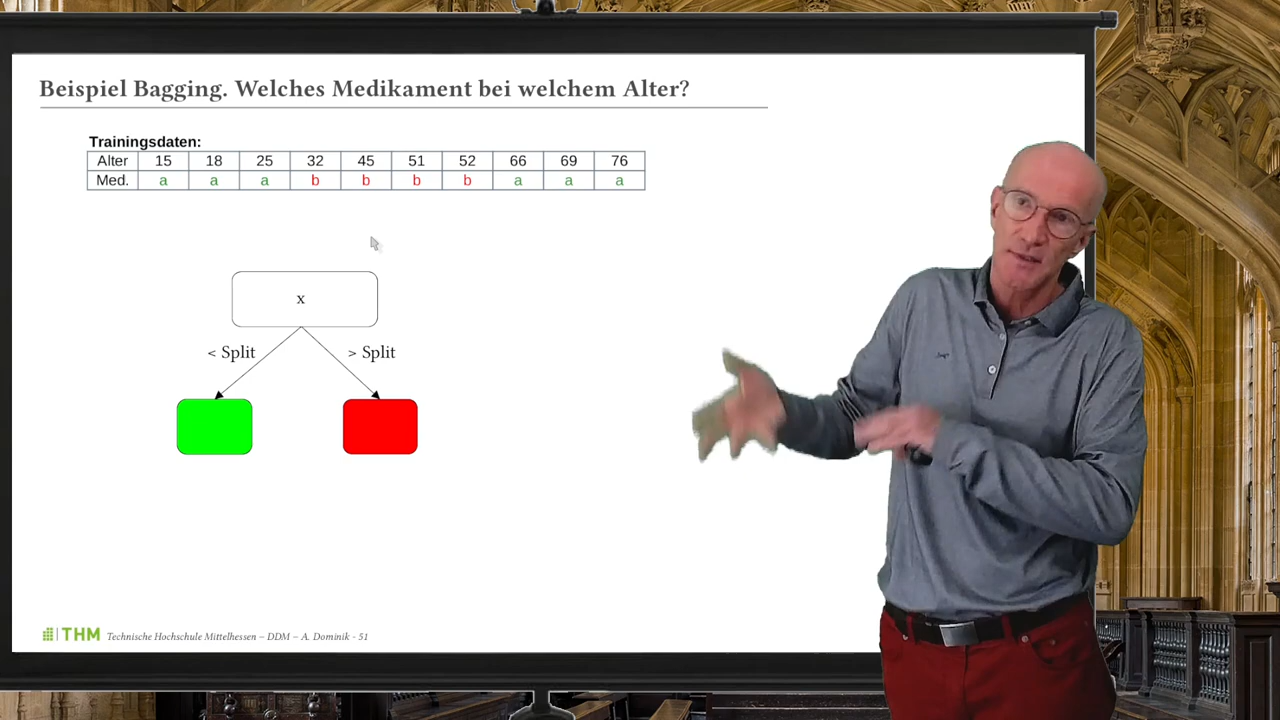 Beispiel Bagging. Welches Medikament bei welchem Alter?
Trainingsdaten:
Alter 15 18 25 32 45 51 52 66 69 76
Med. a a a b b b b a a a
x
< Split > Split
THM Technische Hochschule Mittelhessen – DDM – A. Dominik - 51